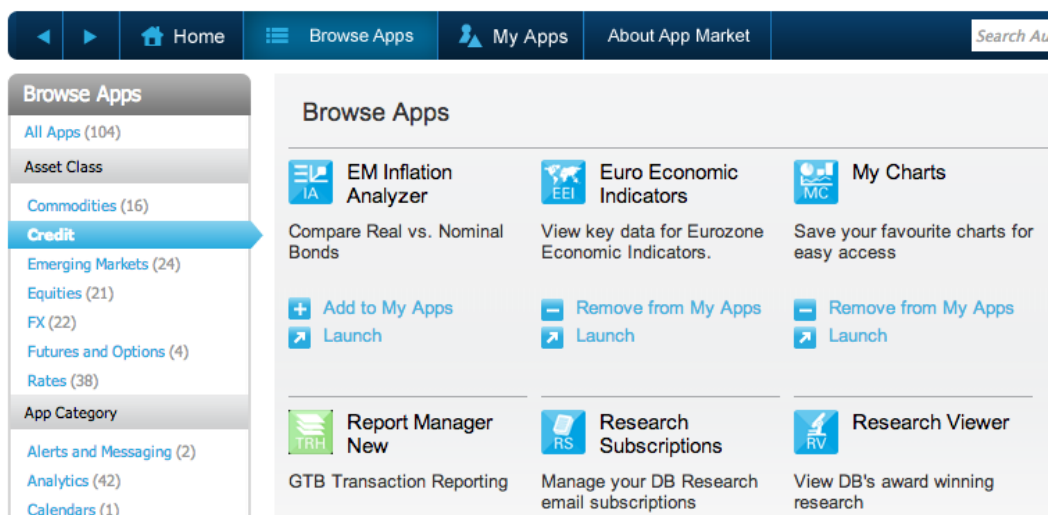 Home
Browse Apps
My Apps
About App Market
Search Au
Browse Apps
All Apps (104)
Asset Class
Commodities (16)
Credit
Emerging Markets (24)
Equities (21)
FX (22)
Futures and Options (4)
Rates (38)
App Category
Alerts and Messaging (2)
Analytics (42)
Calendars (1)
Browse Apps
IA
EM Inflation
Analyzer
Compare Real vs. Nominal
Bonds
Add to My Apps
Launch
EEI
Euro Economic
Indicators
View key data for Eurozone
Economic Indicators.
Remove from My Apps
Launch
MC
My Charts
Save your favourite charts for
easy access
Remove from My Apps
Launch
TRH
Report Manager
New
GTB Transaction Reporting
RS
Research
Subscriptions
Manage your DB Research
email subscriptions
RV
Research Viewer
View DB's award winning
research